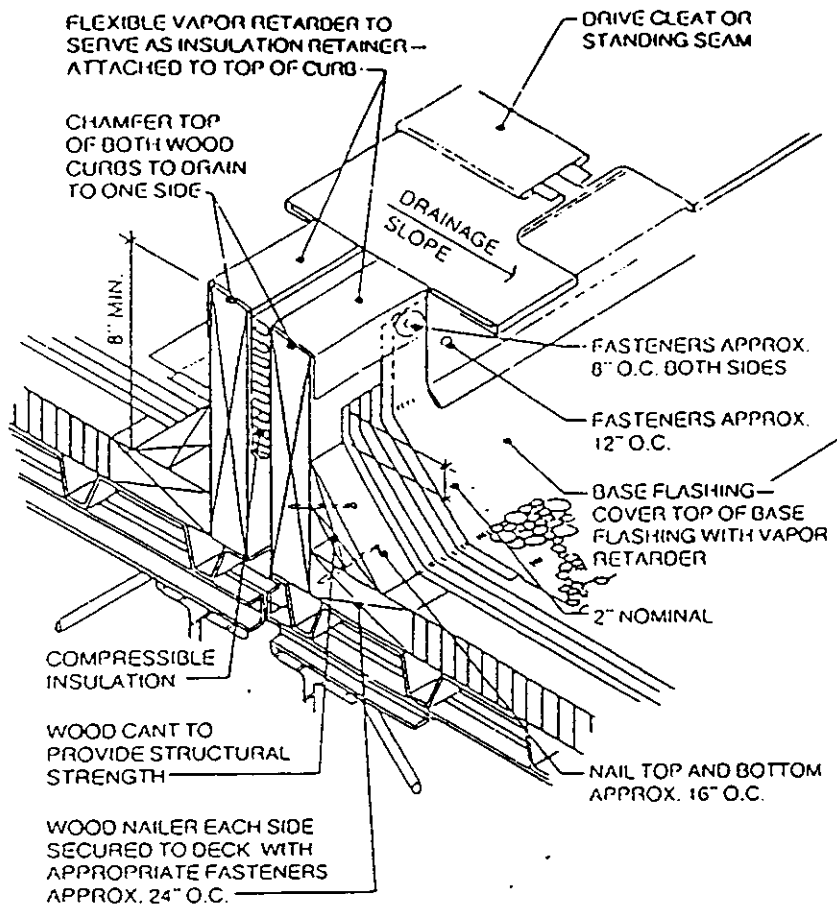 FLEXIBLE VAPOR RETARDER TO
SERVE AS INSULATION RETAINER –
ATTACHED TO TOP OF CURB
DRIVE CLEAT OR
STANDING SEAM
CHAMFER TOP
OF BOTH WOOD
CURBS TO DRAIN
TO ONE SIDE
DRAINAGE
SLOPE
8" MIN.
FASTENERS APPROX.
8" O.C. BOTH SIDES
FASTENERS APPROX.
12" O.C.
BASE FLASHING –
COVER TOP OF BASE
FLASHING WITH VAPOR
RETARDER
2" NOMINAL
COMPRESSIBLE
INSULATION
WOOD CANT TO
PROVIDE STRUCTURAL
STRENGTH
NAIL TOP AND BOTTOM
APPROX. 16" O.C.
WOOD NAILER EACH SIDE
SECURED TO DECK WITH
APPROPRIATE FASTENERS
APPROX. 24" O.C.